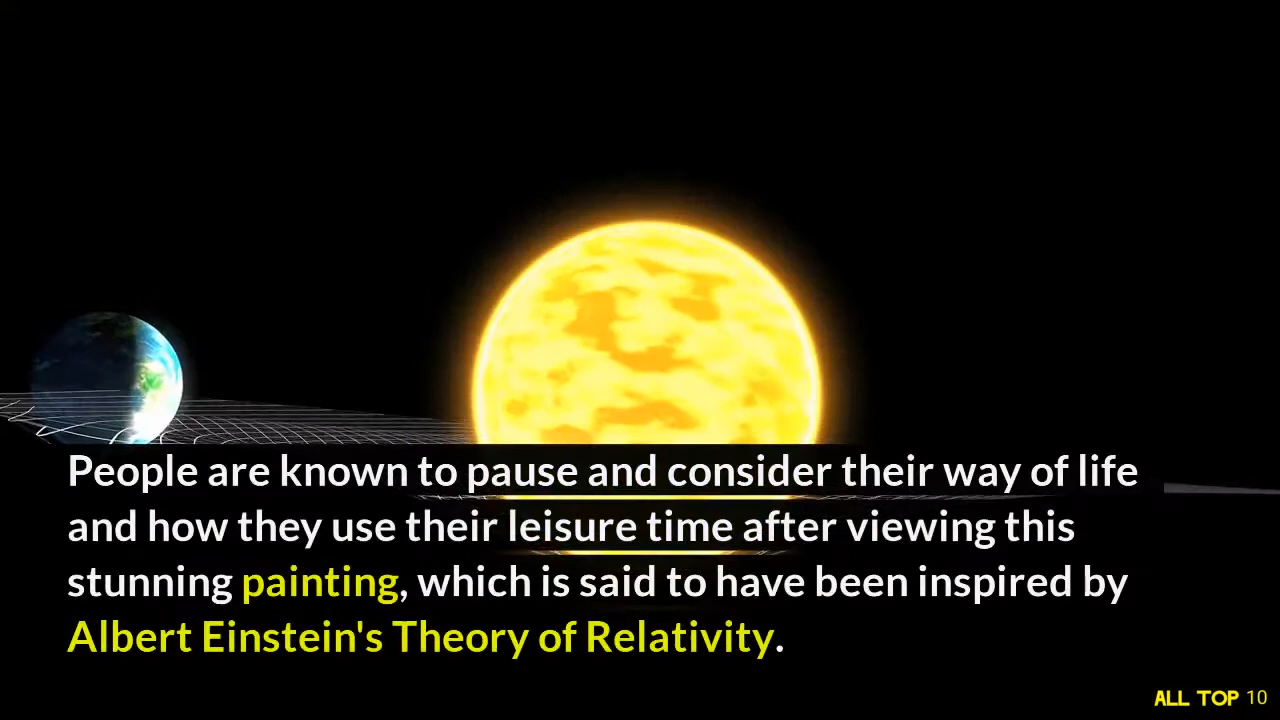 People are known to pause and consider their way of life
and how they use their leisure time after viewing this
stunning painting, which is said to have been inspired by
Albert Einstein's Theory of Relativity.
ALL TOP 10